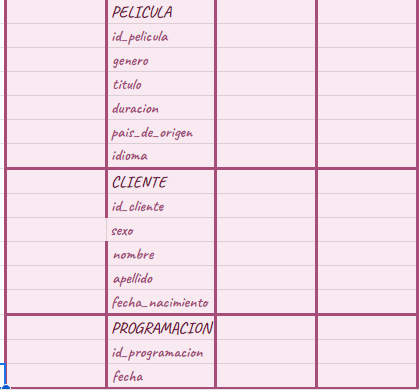 PELICULA
id_pelicula
genero
titulo
duracion
pais_de_origen
idioma
CLIENTE
id_cliente
sexo
nombre
apellido
fecha_nacimiento
PROGRAMACION
id_programacion
fecha